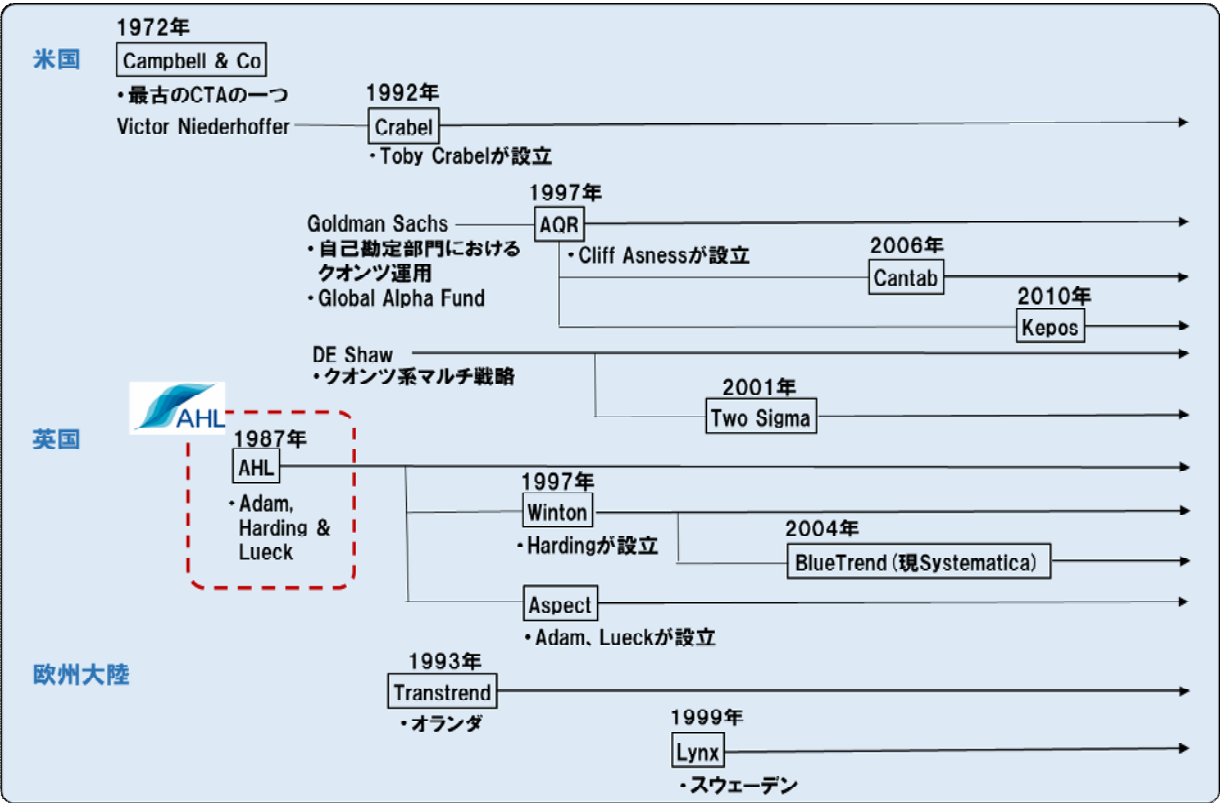 米国
1972年
Campbell & Co
・最古のCTAの一つ
Victor Niederhoffer
1992年
Crabel
・Toby Crabelが設立
1997年
Goldman Sachs
AQR
・自己勘定部門における
クオンツ運用
・Global Alpha Fund
・Cliff Asnessが設立
2006年
Cantab
2010年
Kepos
DE Shaw
・クオンツ系マルチ戦略
2001年
Two Sigma
AHL
英国
1987年
AHL
・Adam,
Harding &
Lueck
1997年
Winton
・Hardingが設立
2004年
BlueTrend(現Systematica)
Aspect
・Adam、Lueckが設立
欧州大陸
1993年
Transtrend
・オランダ
1999年
Lynx
・スウェーデン